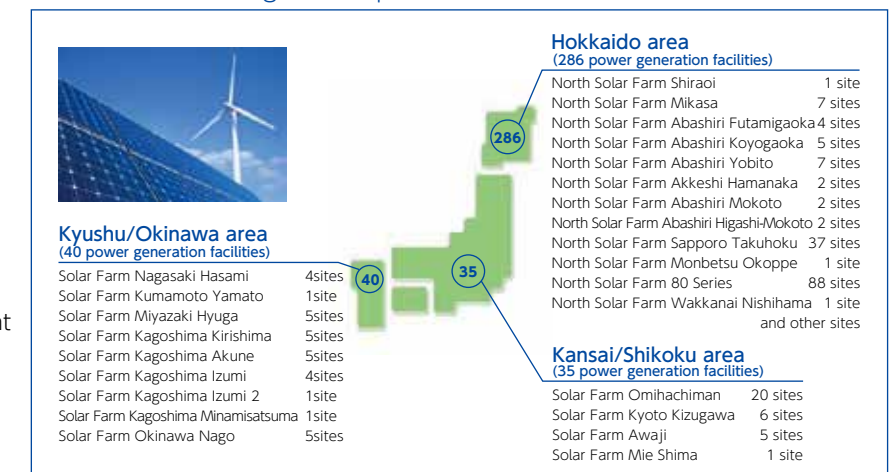 Hokkaido area
(286 power generation facilities)
North Solar Farm Shiraoi 1 site
North Solar Farm Mikasa 7 sites
North Solar Farm Abashiri Futamigaoka 4 sites
North Solar Farm Abashiri Koyogaoka 5 sites
North Solar Farm Abashiri Yobito 7 sites
North Solar Farm Akkeshi Hamanaka 2 sites
North Solar Farm Abashiri Mokoto 2 sites
North Solar Farm Abashiri Higashi-Mokoto 2 sites
North Solar Farm Sapporo Takuhoku 37 sites
North Solar Farm Monbetsu Okoppe 1 site
North Solar Farm 80 Series 88 sites
North Solar Farm Wakkanai Nishihama 1 site
and other sites
286
Kyushu/Okinawa area
(40 power generation facilities)
Solar Farm Nagasaki Hasami 4sites
Solar Farm Kumamoto Yamato 1site
Solar Farm Miyazaki Hyuga 5sites
Solar Farm Kagoshima Kirishima 5sites
Solar Farm Kagoshima Akune 5sites
Solar Farm Kagoshima Izumi 4sites
Solar Farm Kagoshima Izumi 2 1site
Solar Farm Kagoshima Minamisatsuma 1site
Solar Farm Okinawa Nago 5sites
40
35
Kansai/Shikoku area
(35 power generation facilities)
Solar Farm Omihachiman 20 sites
Solar Farm Kyoto Kizugawa 6 sites
Solar Farm Awaji 5 sites
Solar Farm Mie Shima 1 site